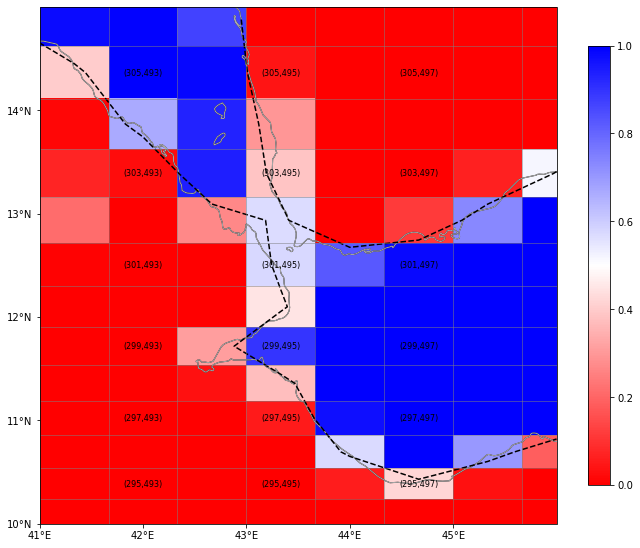 1.0
(305,493) (305,495) (305,497)
14°N
0.8
(303,493) (303,495) (303,497)
13°N
0.6
(301,493) (301,495) (301,497)
12°N
0.4
(299,493) (299,495) (299,497)
11°N
(297,493) (297,495) (297,497)
0.2
(295,493) (295,495) (295,497)
0.0
10°N
41°E 42°E 43°E 44°E 45°E